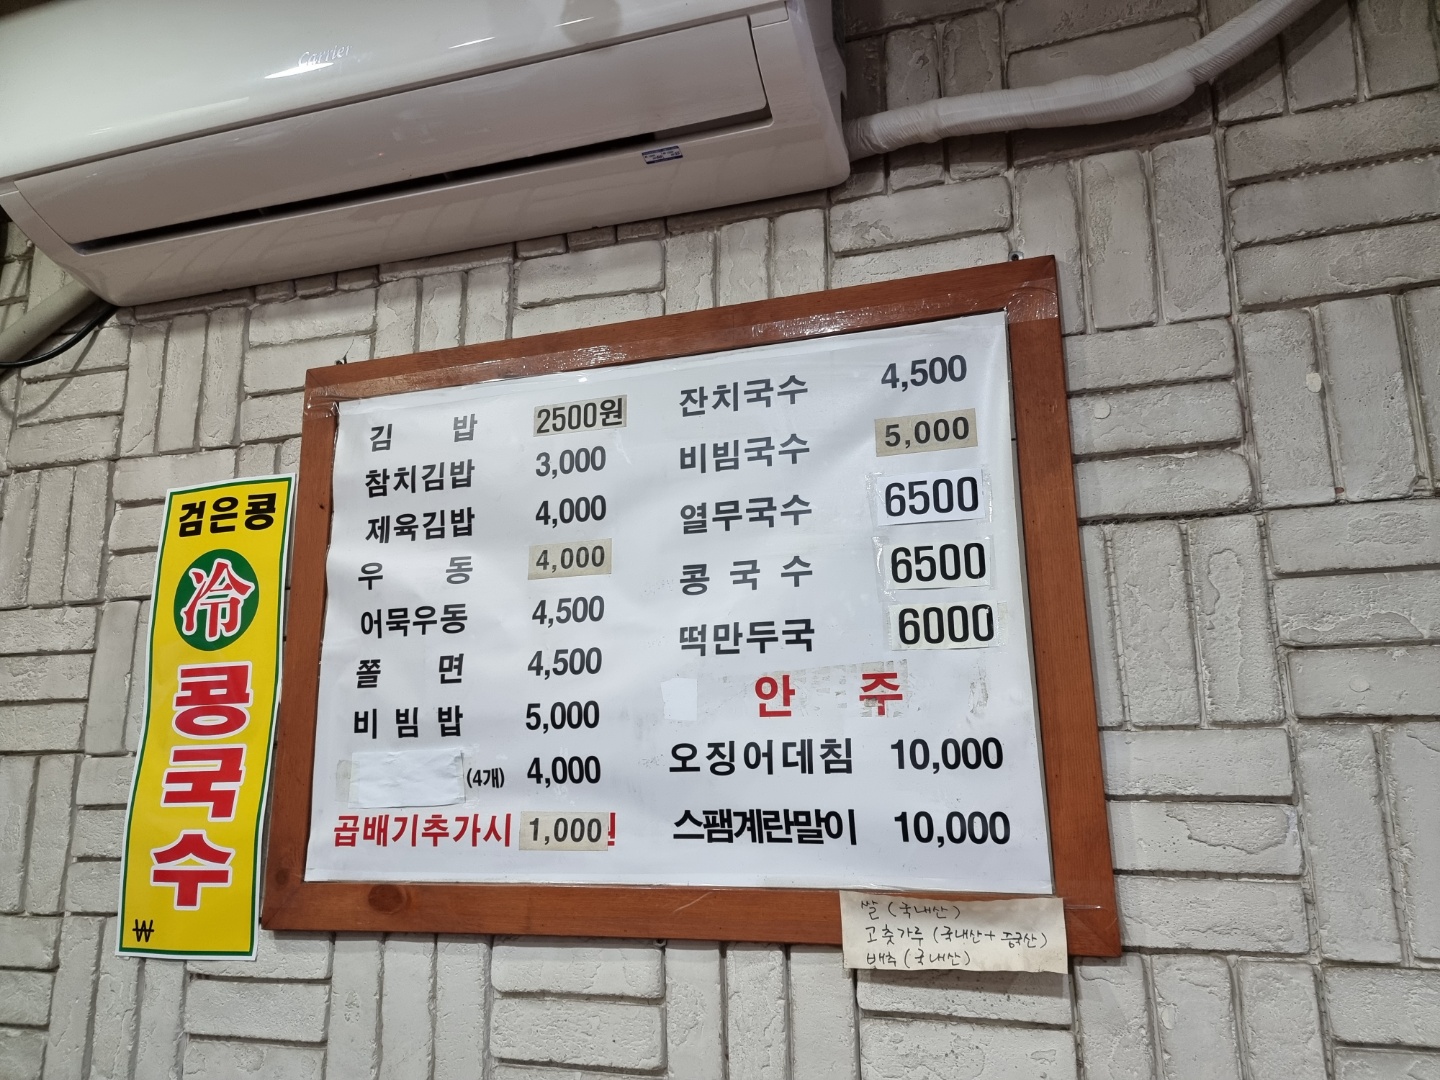 Carrier
김 밥 2500원
참치김밥 3,000
제육김밥 4,000
우 동 4,000
어묵우동 4,500
쫄 면 4,500
비 빔 밥 5,000
(4개) 4,000
곱배기추가시 1,000
잔치국수 4,500
비빔국수 5,000
열무국수 6500
콩 국 수 6500
떡만두국 6000
안 주
오징어데침 10,000
스팸계란말이 10,000
쌀 (국내산)
고춧가루 (국내산+중국산)
배추 (국내산)
검은콩
冷
콩
국
수
₩